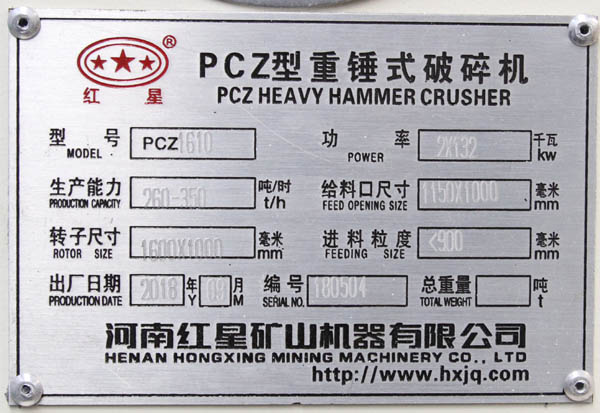 ®
红 星
PCZ型重锤式破碎机
PCZ HEAVY HAMMER CRUSHER
型 号 PCZ1610 功 率 2X132 千瓦
MODEL POWER kw
生产能力 260-350 吨/时 给料口尺寸 1150X1000 毫米
PRODUCTION CAPACITY t/h FEED OPENING SIZE mm
转子尺寸 1600X1000 毫米 进料粒度 <900 毫米
ROTOR SIZE mm FEEDING SIZE mm
出厂日期 2018 年 09 月 编号 180504 总重量 吨
PRODUCTION DATE Y M SERIAL NO. TOTAL WEIGHT t
河南红星矿山机器有限公司
HENAN HONGXING MINING MACHINERY CO., LTD
http://www.hxjq.com